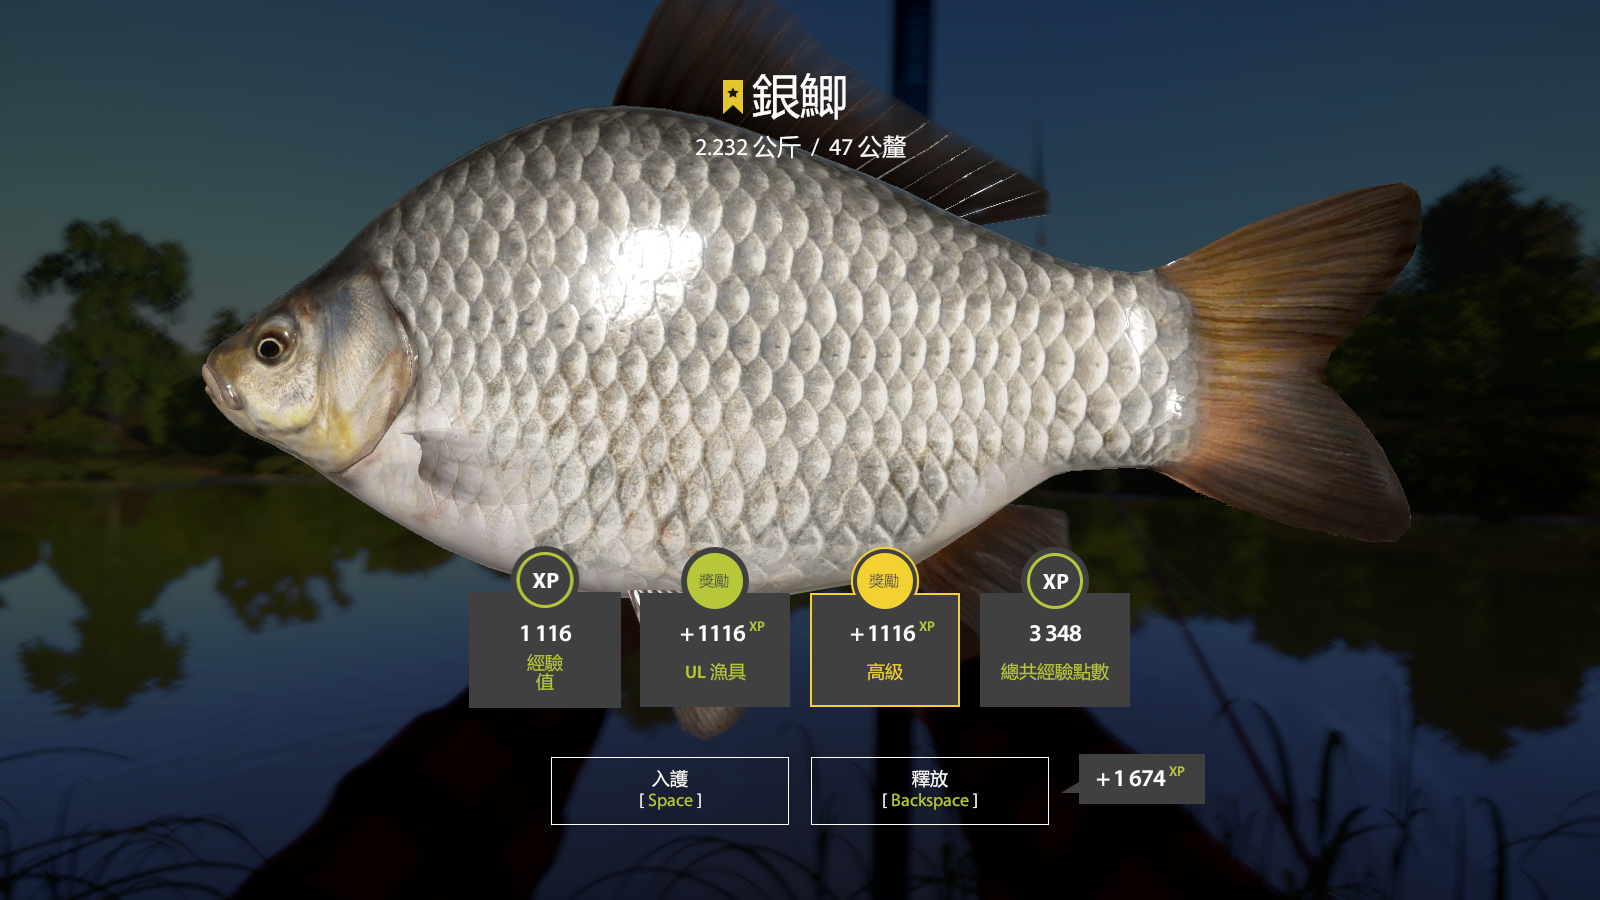 銀鯽
2.232 公斤 / 47 公釐
XP
獎勵
獎勵
XP
1 116
經驗
值
+1116 XP
UL 漁具
+1116 XP
高級
3 348
總共經驗點數
入護
[ Space ]
釋放
[ Backspace ]
+1 674 XP